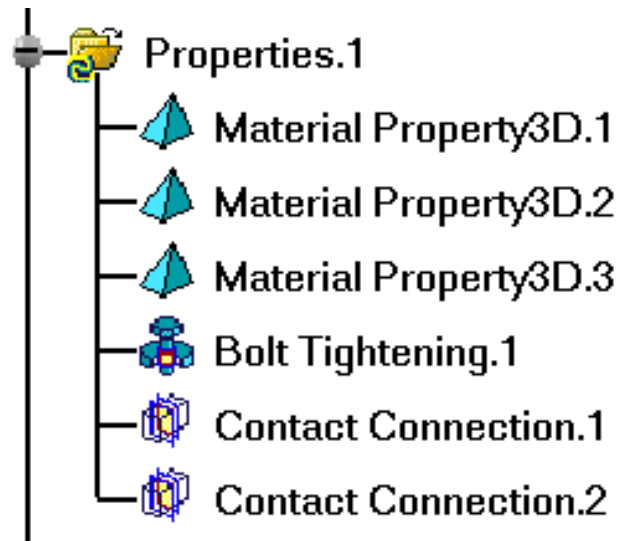 Properties.1
Material Property3D.1
Material Property3D.2
Material Property3D.3
Bolt Tightening.1
Contact Connection.1
Contact Connection.2